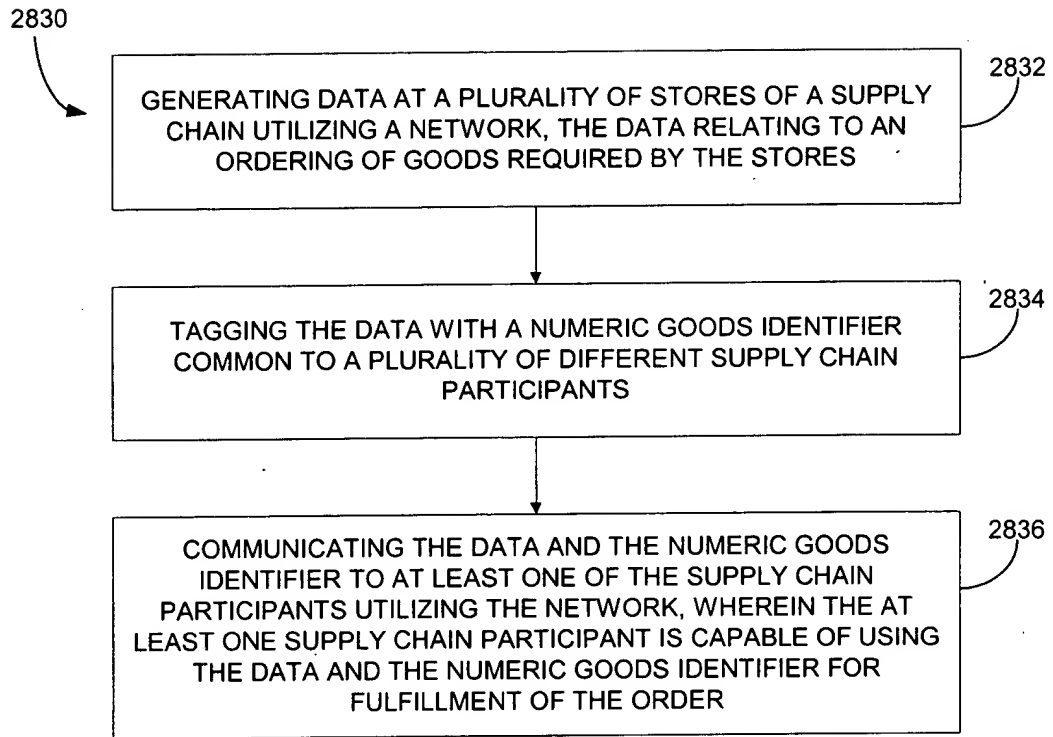 2830
2832
GENERATING DATA AT A PLURALITY OF STORES OF A SUPPLY
CHAIN UTILIZING A NETWORK, THE DATA RELATING TO AN
ORDERING OF GOODS REQUIRED BY THE STORES
2834
TAGGING THE DATA WITH A NUMERIC GOODS IDENTIFIER
COMMON TO A PLURALITY OF DIFFERENT SUPPLY CHAIN
PARTICIPANTS
2836
COMMUNICATING THE DATA AND THE NUMERIC GOODS
IDENTIFIER TO AT LEAST ONE OF THE SUPPLY CHAIN
PARTICIPANTS UTILIZING THE NETWORK, WHEREIN THE AT
LEAST ONE SUPPLY CHAIN PARTICIPANT IS CAPABLE OF USING
THE DATA AND THE NUMERIC GOODS IDENTIFIER FOR
FULFILLMENT OF THE ORDER